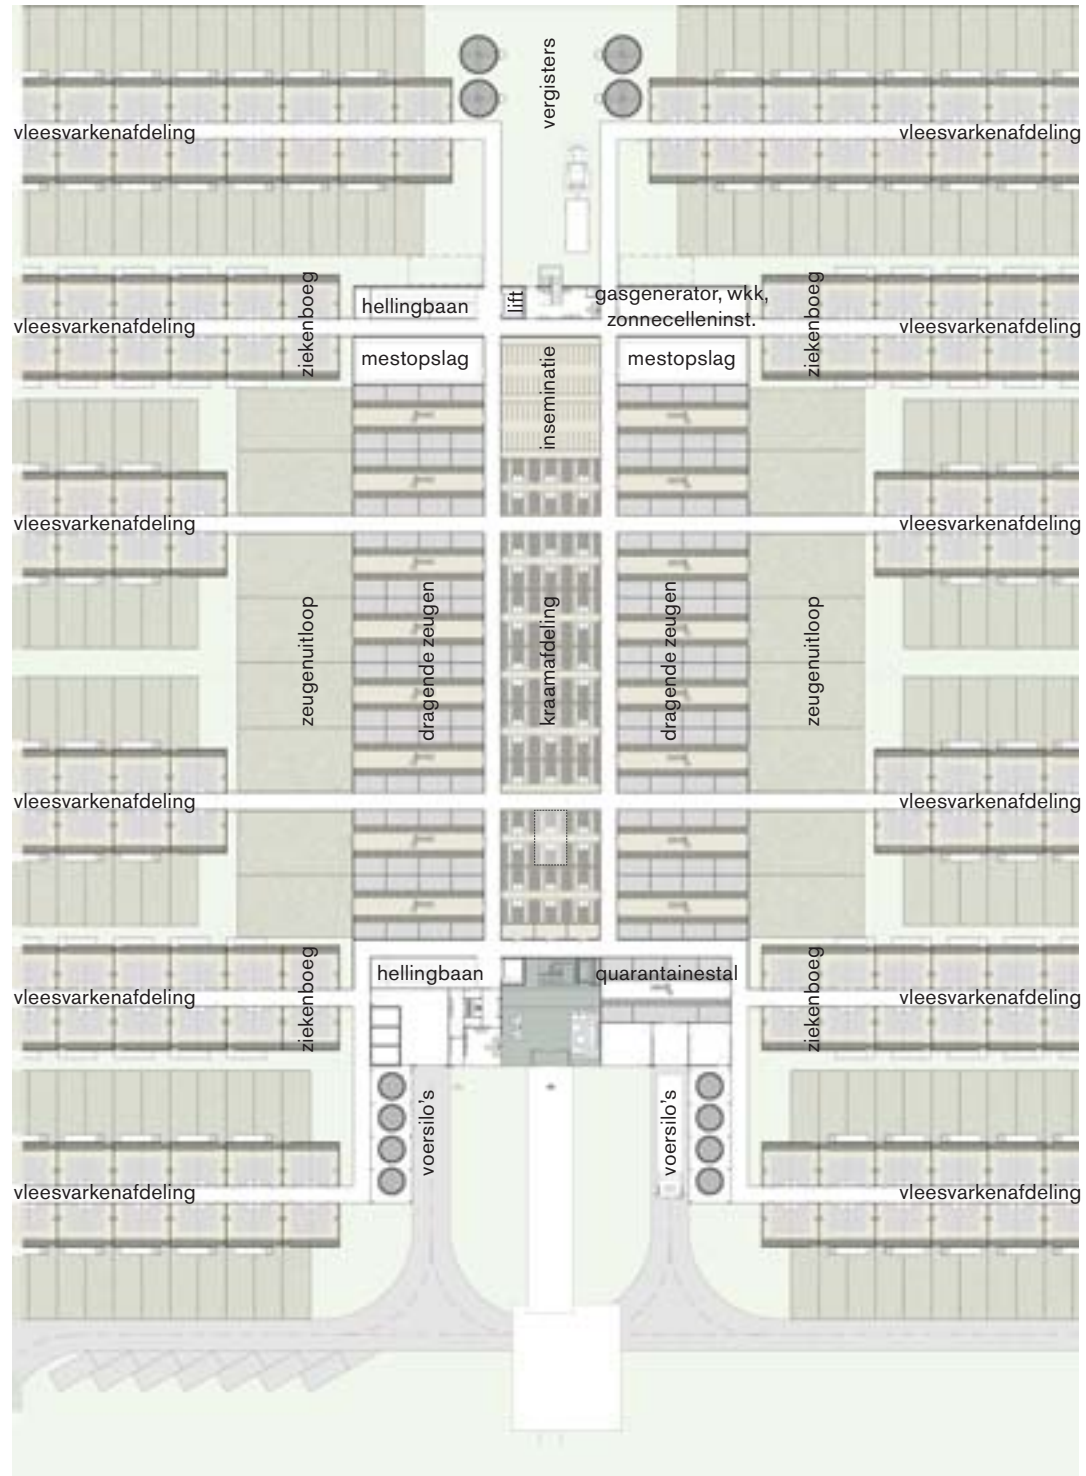 vergisters
vleesvarkenafdeling
vleesvarkenafdeling
ziekenboeg
hellingbaan
lift
gasgenerator, wkk,
zonnecelleninst.
ziekenboeg
vleesvarkenafdeling
vleesvarkenafdeling
mestopslag
inseminatie
mestopslag
vleesvarkenafdeling
vleesvarkenafdeling
zeugenuitloop
dragende zeugen
kraamafdeling
dragende zeugen
zeugenuitloop
vleesvarkenafdeling
vleesvarkenafdeling
ziekenboeg
hellingbaan
quarantainestal
ziekenboeg
vleesvarkenafdeling
vleesvarkenafdeling
voersilo's
voersilo's
vleesvarkenafdeling
vleesvarkenafdeling